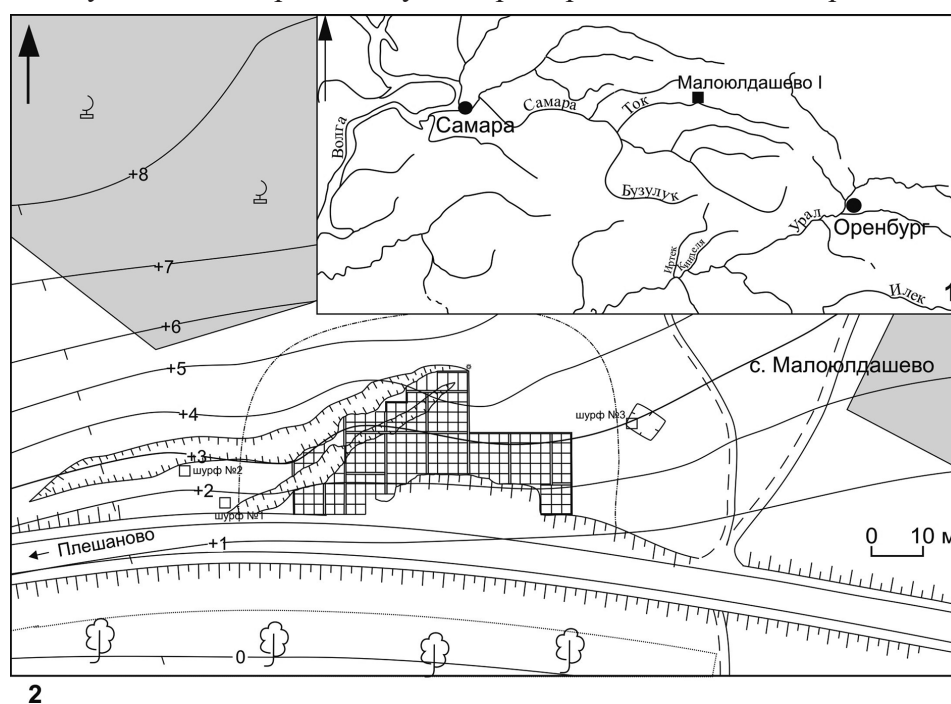 Малоюлдашево I
Ток
Самара
Самара
Волга
Бузулук
Урал
Оренбург
Иртек
Кинделя
Илек
1
+8
+7
+6
+5
с. Малоюлдашево
+4
шурф №3
+3
шурф №2
+2
шурф №1
Плешаново
+1
0 10 м
0
2